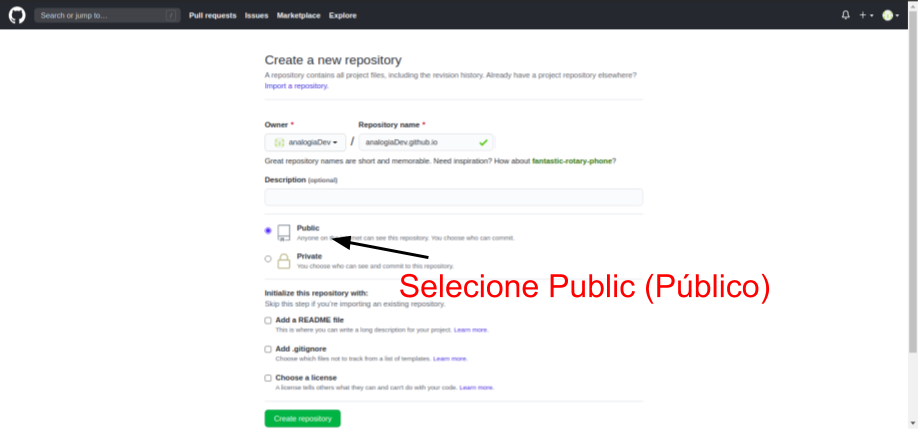 Search or jump to... /
Pull requests Issues Marketplace Explore
Create a new repository
A repository contains all project files, including the revision history. Already have a project repository elsewhere?
Import a repository.
Owner * Repository name *
analogiaDev / analogiaDev.github.io
Great repository names are short and memorable. Need inspiration? How about fantastic-rotary-phone?
Description (optional)
Public
Anyone on the internet can see this repository. You choose who can commit.
Private
You choose who can see and commit to this repository.
Selecione Public (Público)
Initialize this repository with:
Skip this step if you're importing an existing repository.
Add a README file
This is where you can write a long description for your project. Learn more.
Add .gitignore
Choose which files not to track from a list of templates. Learn more.
Choose a license
A license tells others what they can and can't do with your code. Learn more.
Create repository